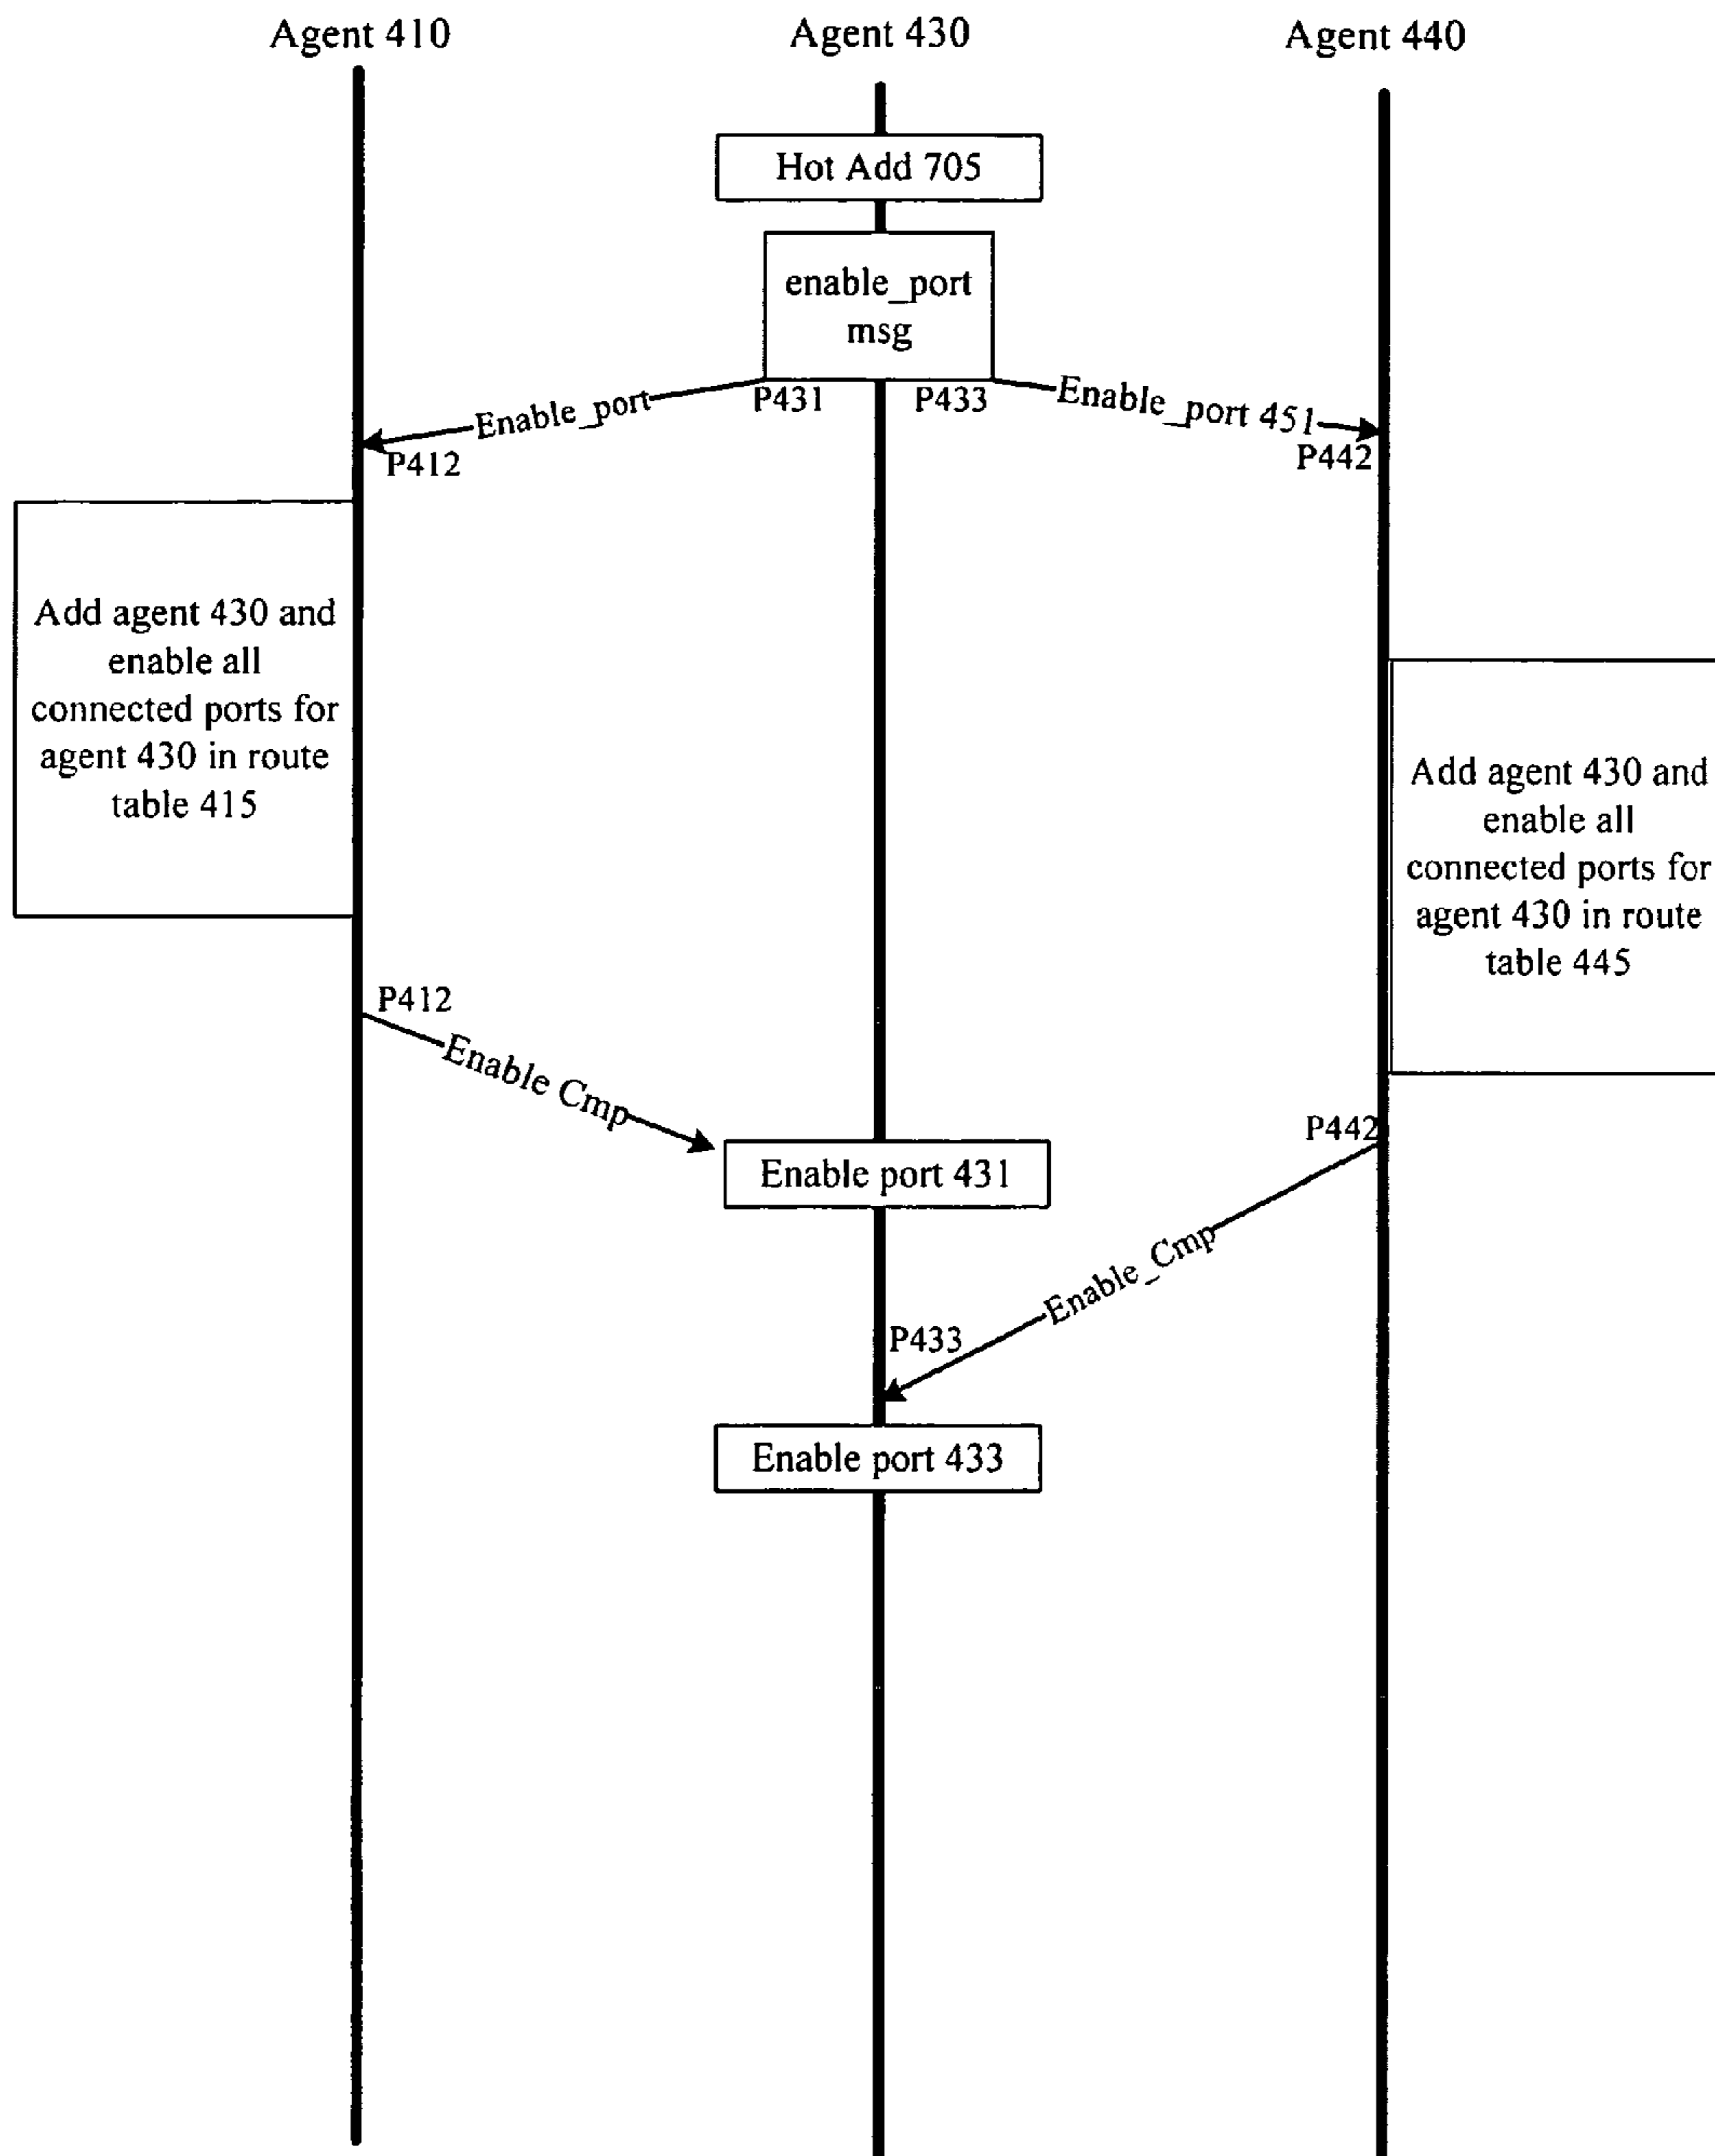 Agent 410
Agent 430
Agent 440
Hot Add 705
enable_port
msg
P431
P433
Enable_port
Enable_port 451
P412
P442
Add agent 430 and
enable all
connected ports for
agent 430 in route
table 415
Add agent 430 and
enable all
connected ports for
agent 430 in route
table 445
P412
Enable Cmp
P442
Enable port 431
Enable_Cmp
P433
Enable port 433